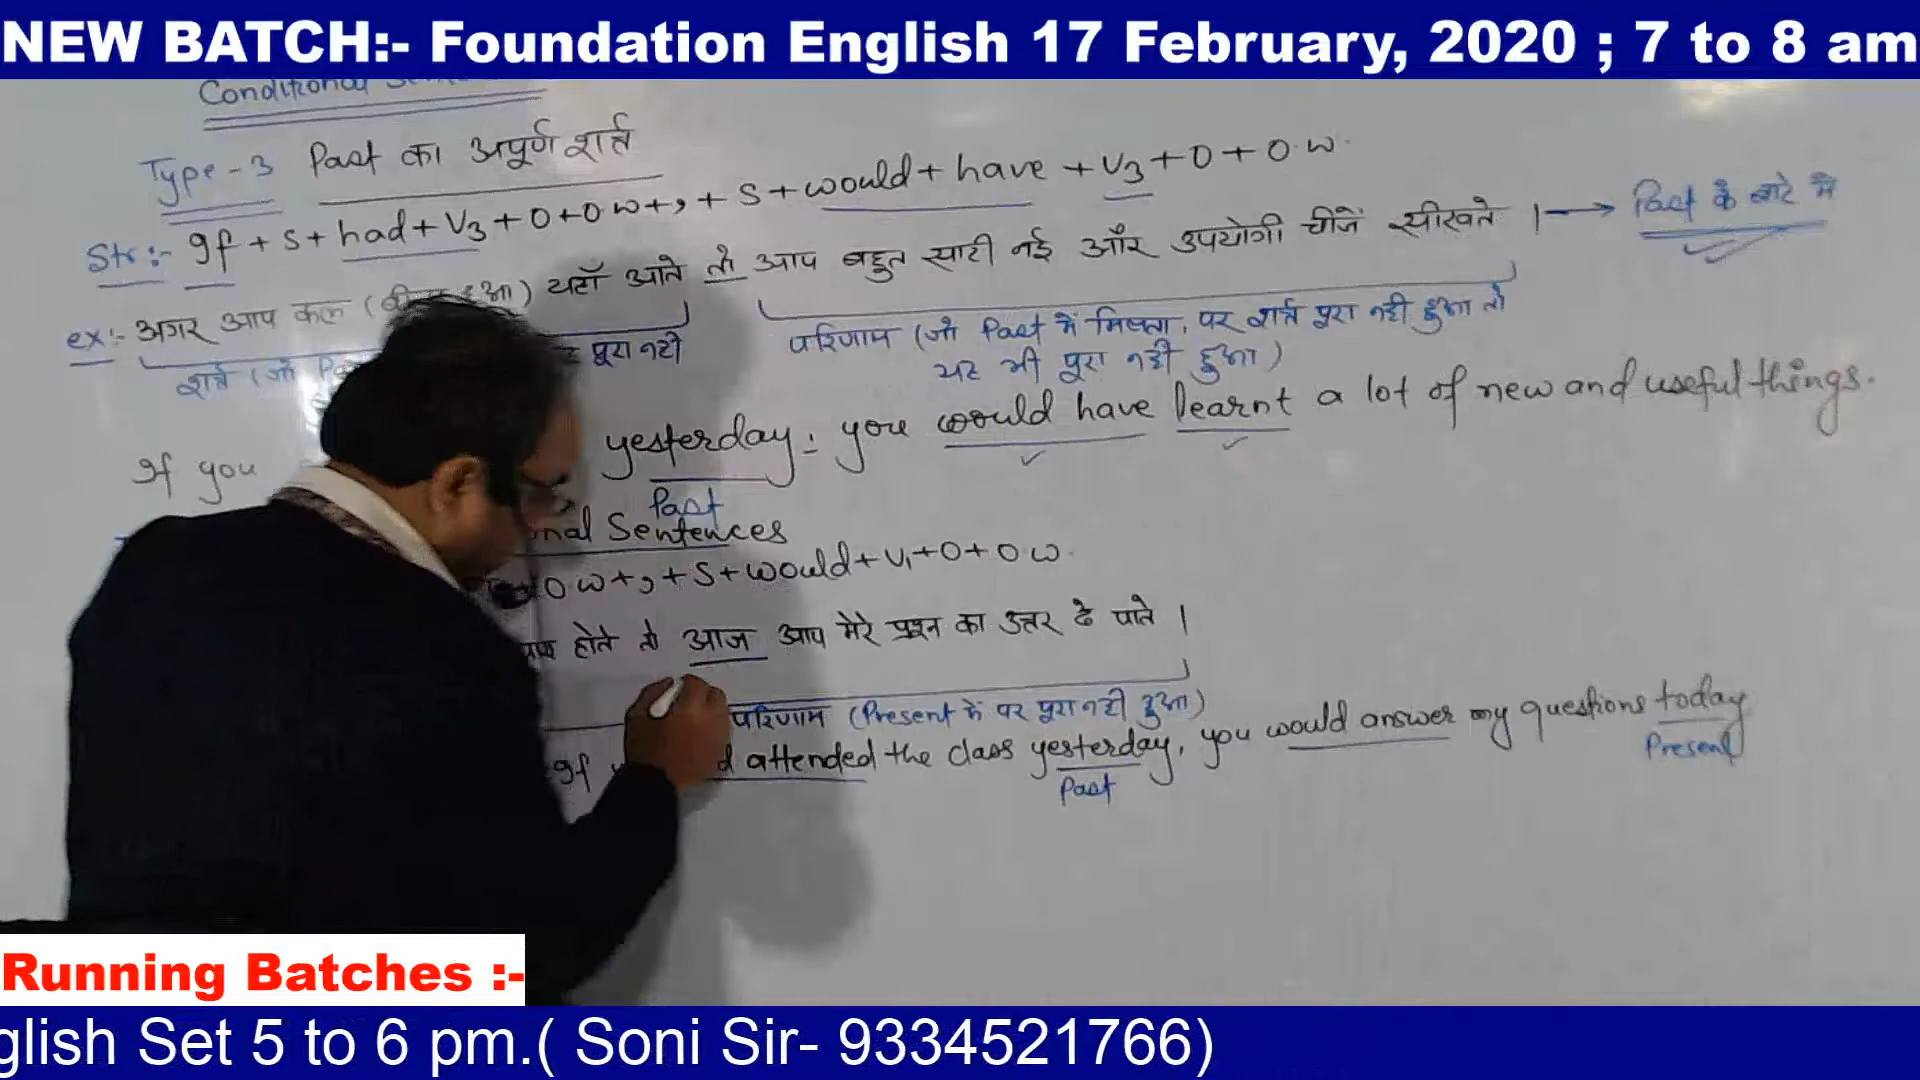 NEW BATCH:- Foundation English 17 February, 2020 ; 7 to 8 am
Conditional
Type-3 Past का अपूर्ण शर्त्त
Str:- If + S + had + V3 + O + O.W + , + S + would + have + V3 + O + O.W.
ex:- अगर आप कल ( हुआ) यहाँ आते तो आप बहुत सारी नई और उपयोगी चीजें सीखते । → Past के बारे में
शर्त्त (जो पूरा नही परिणाम (जो Past में मिलता, पर शर्त्त पूरा नही हुआ तो
यह भी पूरा नही हुआ)
If you yesterday, you would have learnt a lot of new and useful things.
Past
Sentences
O.W + , + S + would + V1 + O + O.W.
होते तो आज आप मेरे प्रश्न का उत्तर दे पाते ।
परिणाम (Present में पर पूरा नही हुआ)
If attended the class yesterday, you would answer my questions today
Past Present
Running Batches :-
glish Set 5 to 6 pm.( Soni Sir- 9334521766)